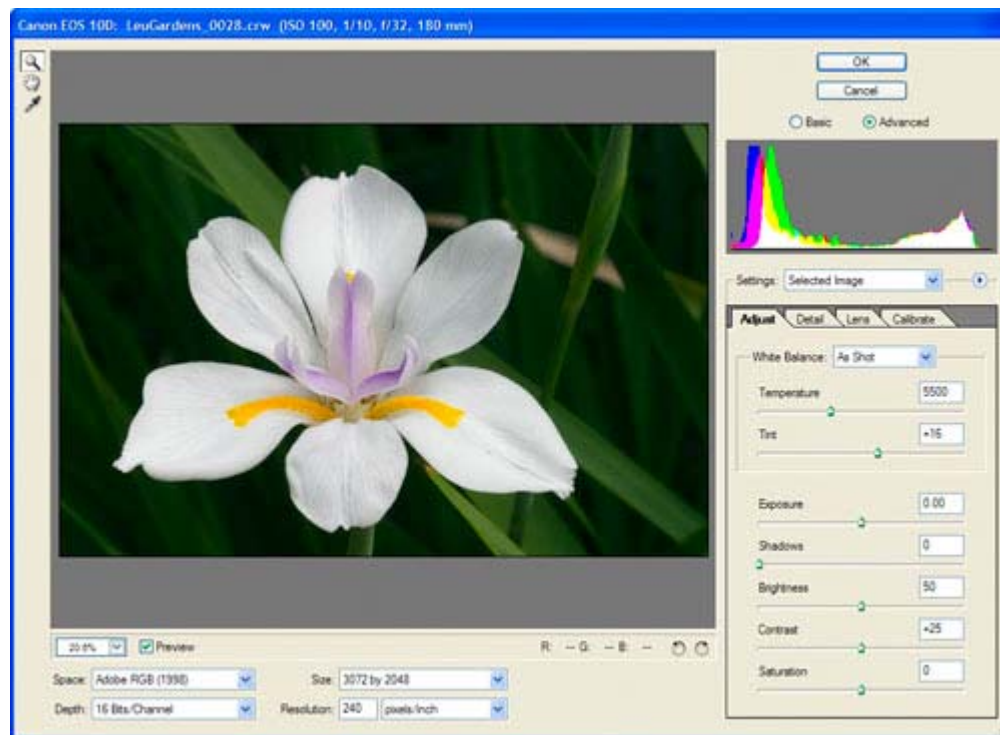 Canon EOS 10D: LeuGardens_0028.crw (ISO 100, 1/10, f/32, 180 mm)
OK
Cancel
Basic Advanced
Settings: Selected Image
Adjust Detail Lens Calibrate
White Balance: As Shot
Temperature 5500
Tint +16
Exposure 0.00
Shadows 0
Brightness 50
Contrast +25
Saturation 0
20.6% Preview R: -- G: -- B: --
Space: Adobe RGB (1998) Size: 3072 by 2048
Depth: 16 Bits/Channel Resolution: 240 pixels/inch